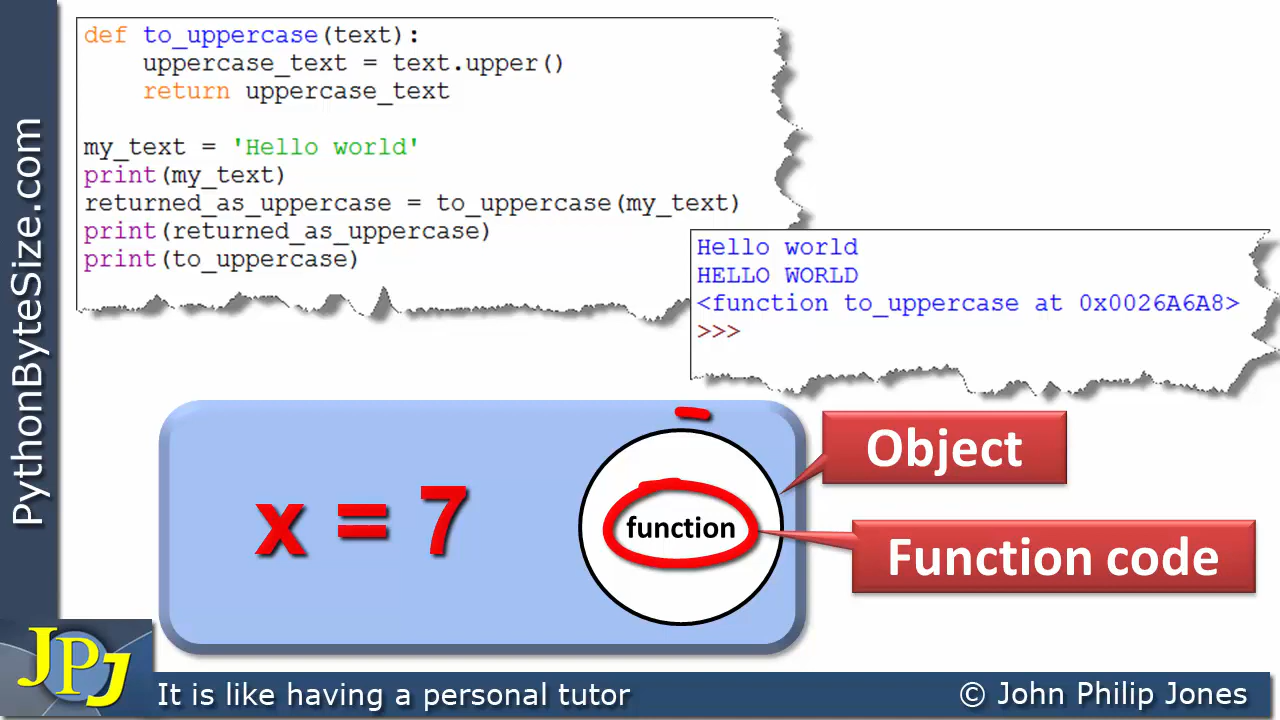 def to_uppercase(text):
    uppercase_text = text.upper()
    return uppercase_text
my_text = 'Hello world'
print(my_text)
returned_as_uppercase = to_uppercase(my_text)
print(returned_as_uppercase)
print(to_uppercase)
Hello world
HELLO WORLD
<function to_uppercase at 0x0026A6A8>
>>>
x = 7
function
Object
Function code
PythonByteSize.com
JPJ
It is like having a personal tutor
© John Philip Jones